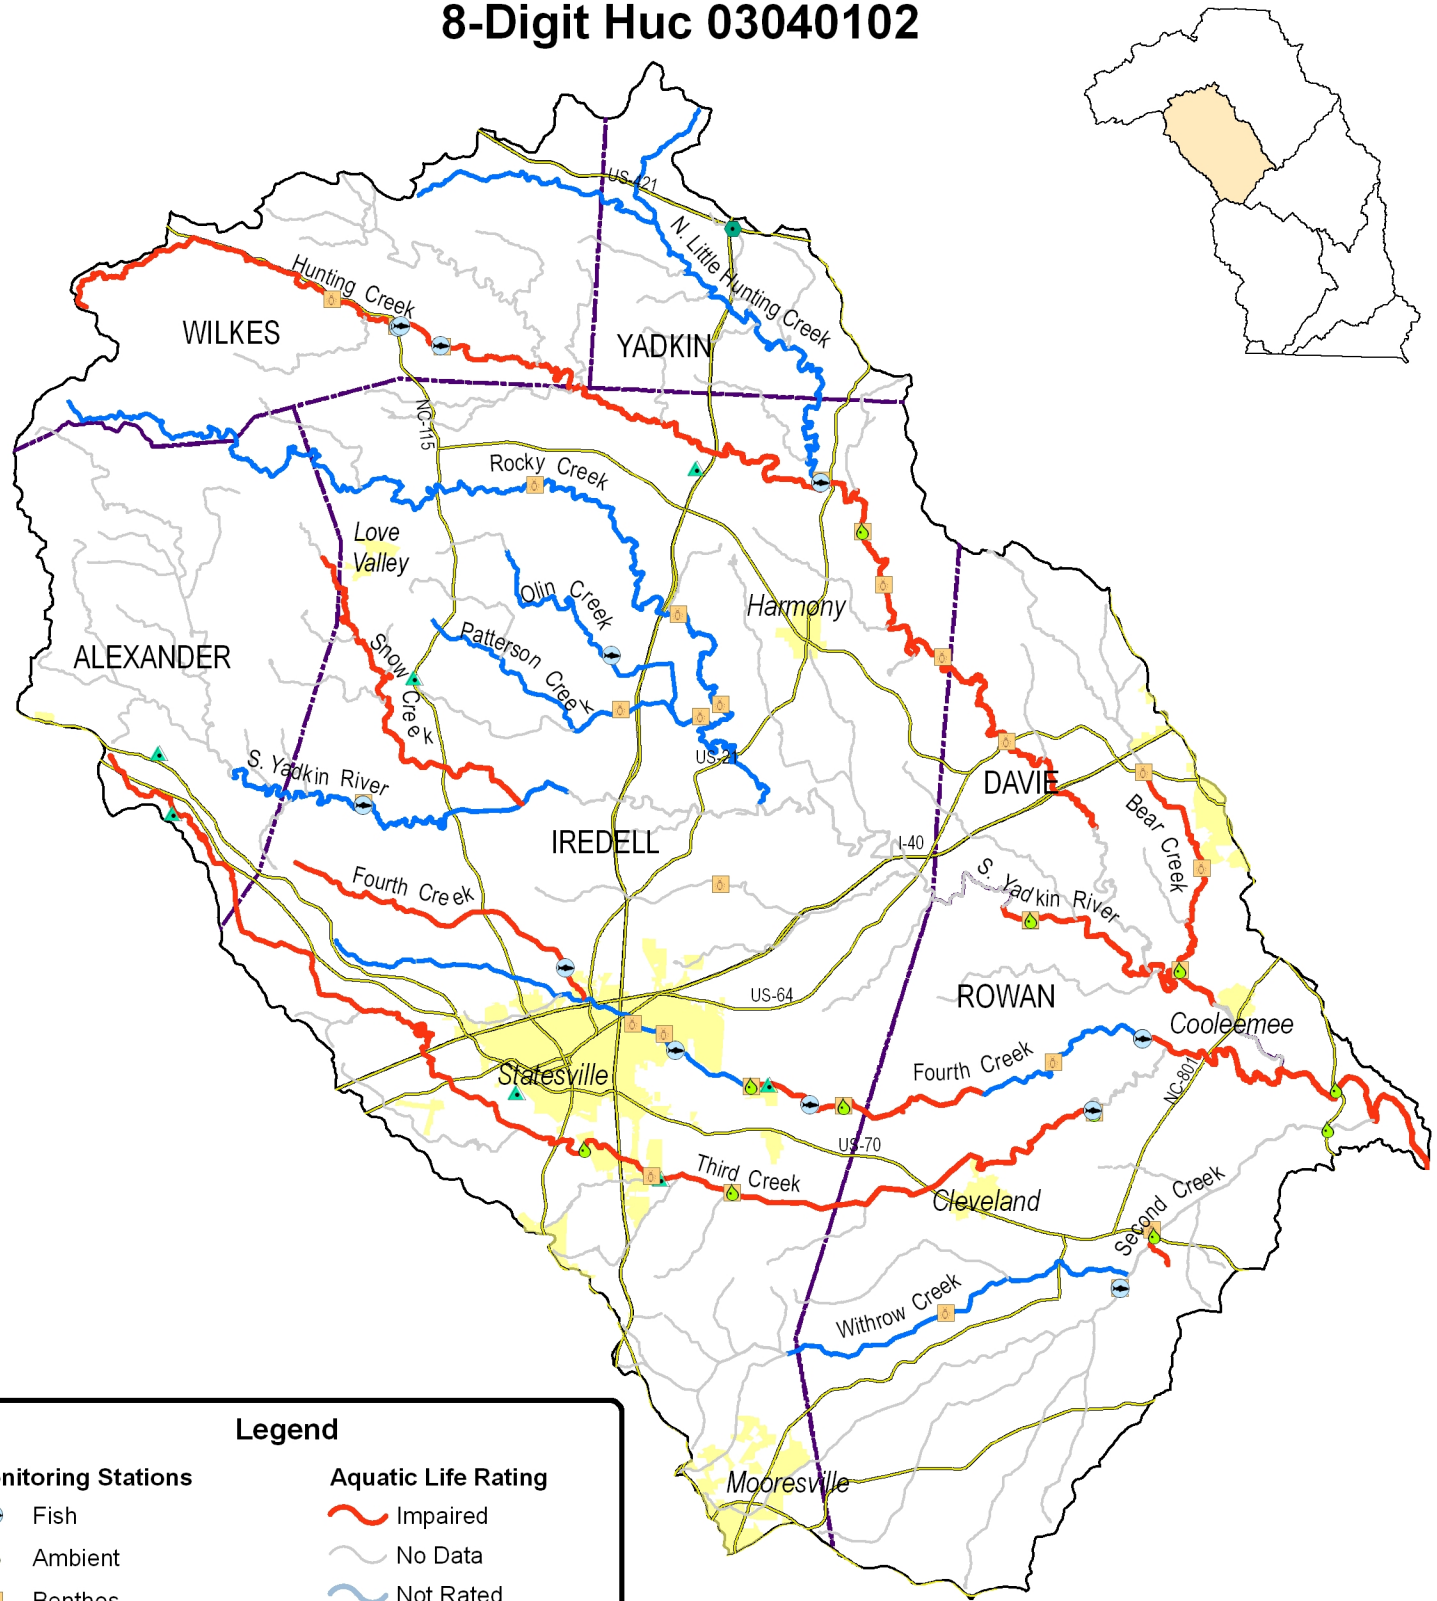 8-Digit Huc 03040102
US-421
N. Little Hunting Creek
Hunting Creek
WILKES
YADKIN
NC-115
Rocky Creek
Love
Valley
Olin Creek
Harmony
Patterson Creek
Snow Creek
ALEXANDER
US-21
S. Yadkin River
DAVIE
Bear Creek
IREDELL
I-40
S. Yadkin River
Fourth Creek
US-64
ROWAN
Cooleemee
Fourth Creek
Statesville
NC-801
US-70
Third Creek
Cleveland
Second Creek
Withrow Creek
Mooresville
Legend
nitoring Stations
Aquatic Life Rating
Fish
Impaired
Ambient
No Data
Benthos
Not Rated